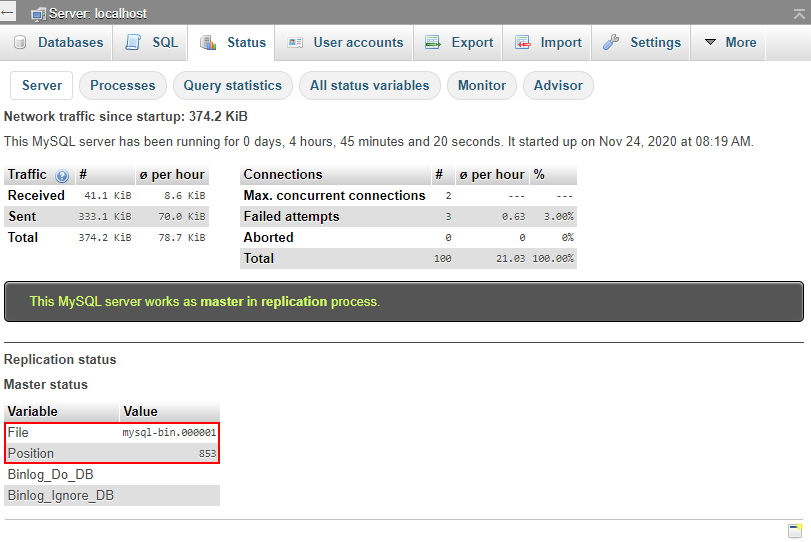 Server: localhost
Databases SQL Status User accounts Export Import Settings More
Server Processes Query statistics All status variables Monitor Advisor
Network traffic since startup: 374.2 KiB
This MySQL server has been running for 0 days, 4 hours, 45 minutes and 20 seconds. It started up on Nov 24, 2020 at 08:19 AM.
Traffic # ø per hour
Received 41.1 KiB 8.6 KiB
Sent 333.1 KiB 70.0 KiB
Total 374.2 KiB 78.7 KiB
Connections # ø per hour %
Max. concurrent connections 2 --- ---
Failed attempts 3 0.63 3.00%
Aborted 0 0 0%
Total 100 21.03 100.00%
This MySQL server works as master in replication process.
Replication status
Master status
Variable Value
File mysql-bin.000001
Position 853
Binlog_Do_DB
Binlog_Ignore_DB